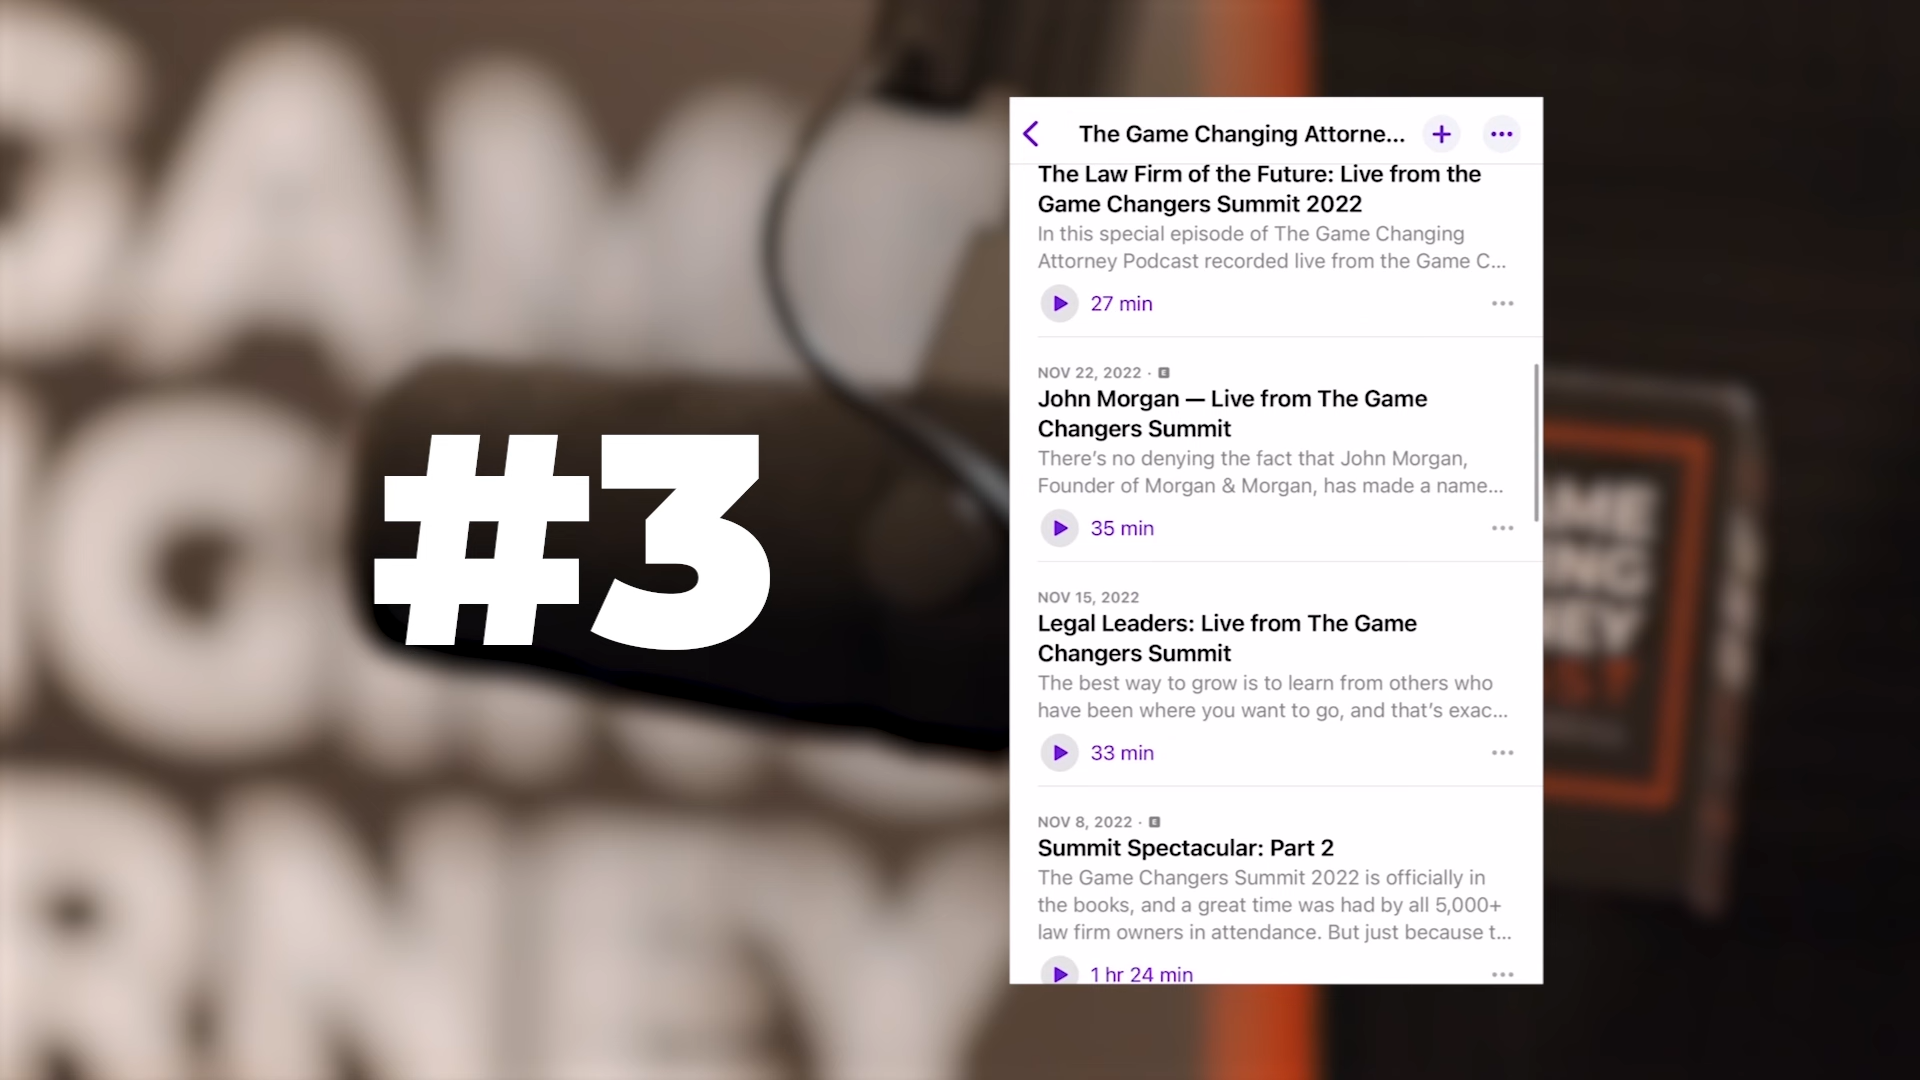 #3
The Game Changing Attorne...
The Law Firm of the Future: Live from the
Game Changers Summit 2022
In this special episode of The Game Changing
Attorney Podcast recorded live from the Game C...
27 min
NOV 22, 2022 · E
John Morgan — Live from The Game
Changers Summit
There's no denying the fact that John Morgan,
Founder of Morgan & Morgan, has made a name...
35 min
NOV 15, 2022
Legal Leaders: Live from The Game
Changers Summit
The best way to grow is to learn from others who
have been where you want to go, and that's exac...
33 min
NOV 8, 2022 · E
Summit Spectacular: Part 2
The Game Changers Summit 2022 is officially in
the books, and a great time was had by all 5,000+
law firm owners in attendance. But just because t...
1 hr 24 min